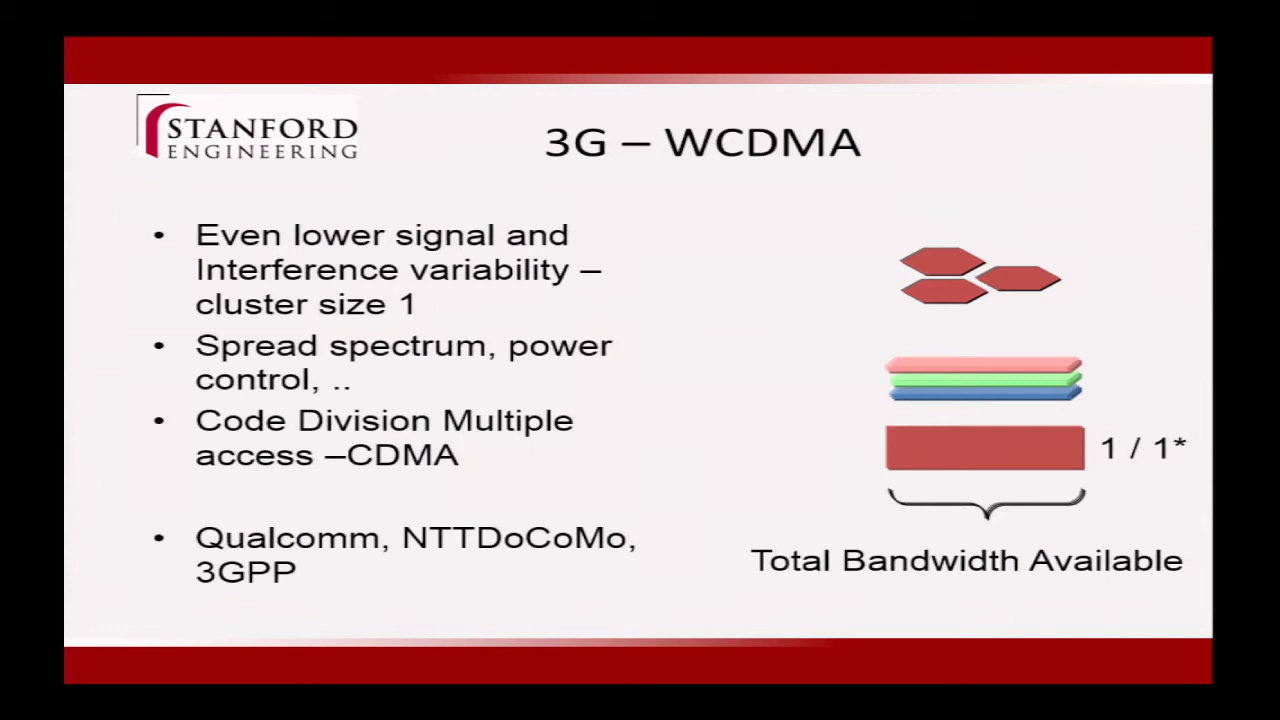 STANFORD
ENGINEERING
3G – WCDMA
• Even lower signal and
Interference variability –
cluster size 1
• Spread spectrum, power
control, ..
• Code Division Multiple
access –CDMA
• Qualcomm, NTTDoCoMo,
3GPP
1 / 1*
Total Bandwidth Available